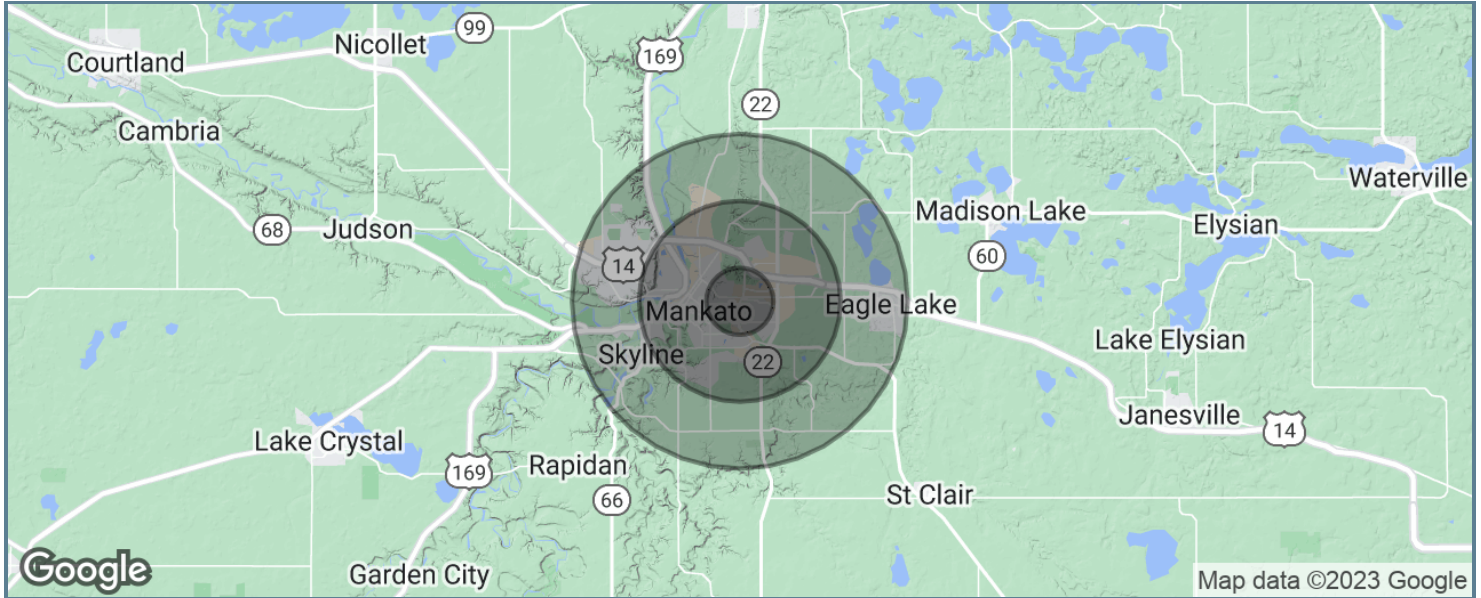 99
Nicollet
169
Courtland
22
Cambria
Waterville
Madison Lake
68
Judson
Elysian
60
14
Mankato
Eagle Lake
Skyline
22
Lake Elysian
Janesville
14
Lake Crystal
169
Rapidan
66
St Clair
Garden City
Google
Map data ©2023 Google